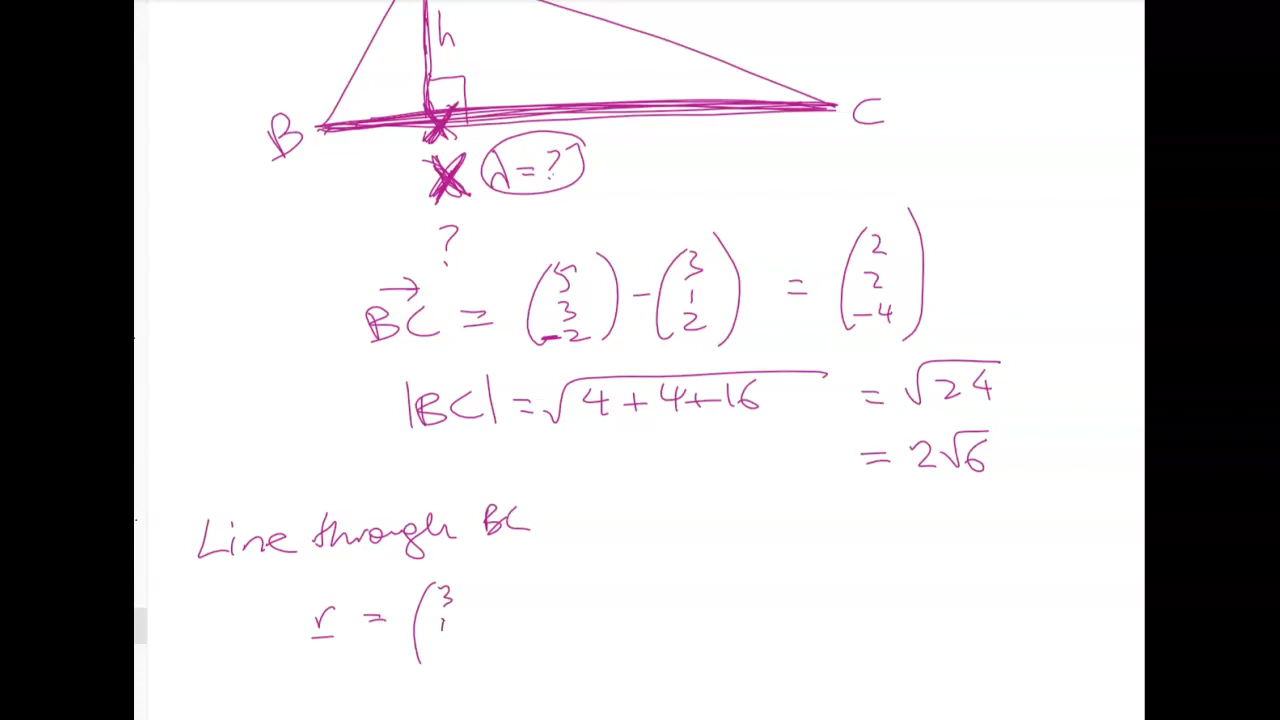 h
B
C
λ = ?
?
BC = (5 3 -2) - (3 1 2) = (2 2 -4)
|BC| = √4+4+16 = √24
= 2√6
Line through BC
r = (3 1